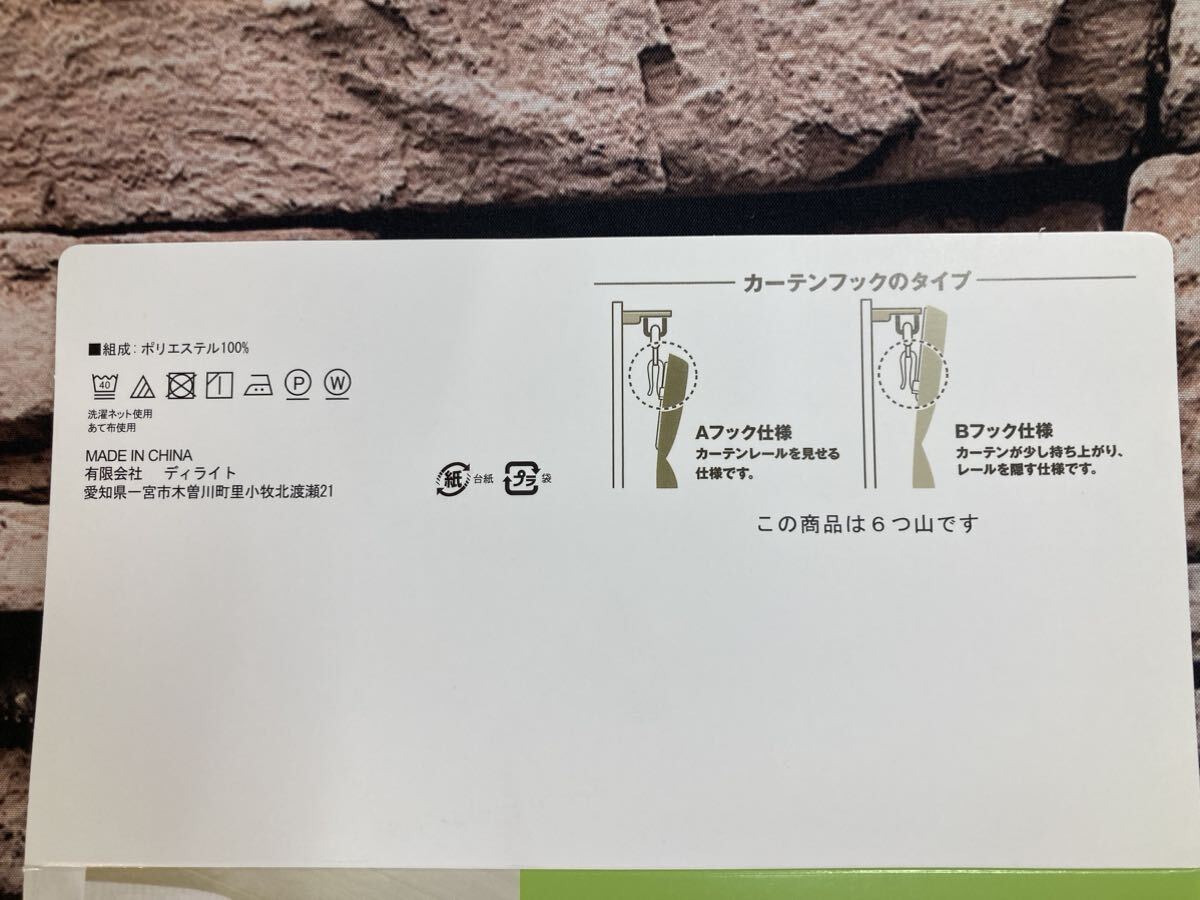 ■組成:ポリエステル100%
40
P
W
洗濯ネット使用
あて布使用
MADE IN CHINA
有限会社 ディライト
愛知県一宮市木曽川町里小牧北渡瀬21
紙 台紙
プラ 袋
カーテンフックのタイプ
Aフック仕様
カーテンレールを見せる
仕様です。
Bフック仕様
カーテンが少し持ち上がり、
レールを隠す仕様です。
この商品は6つ山です